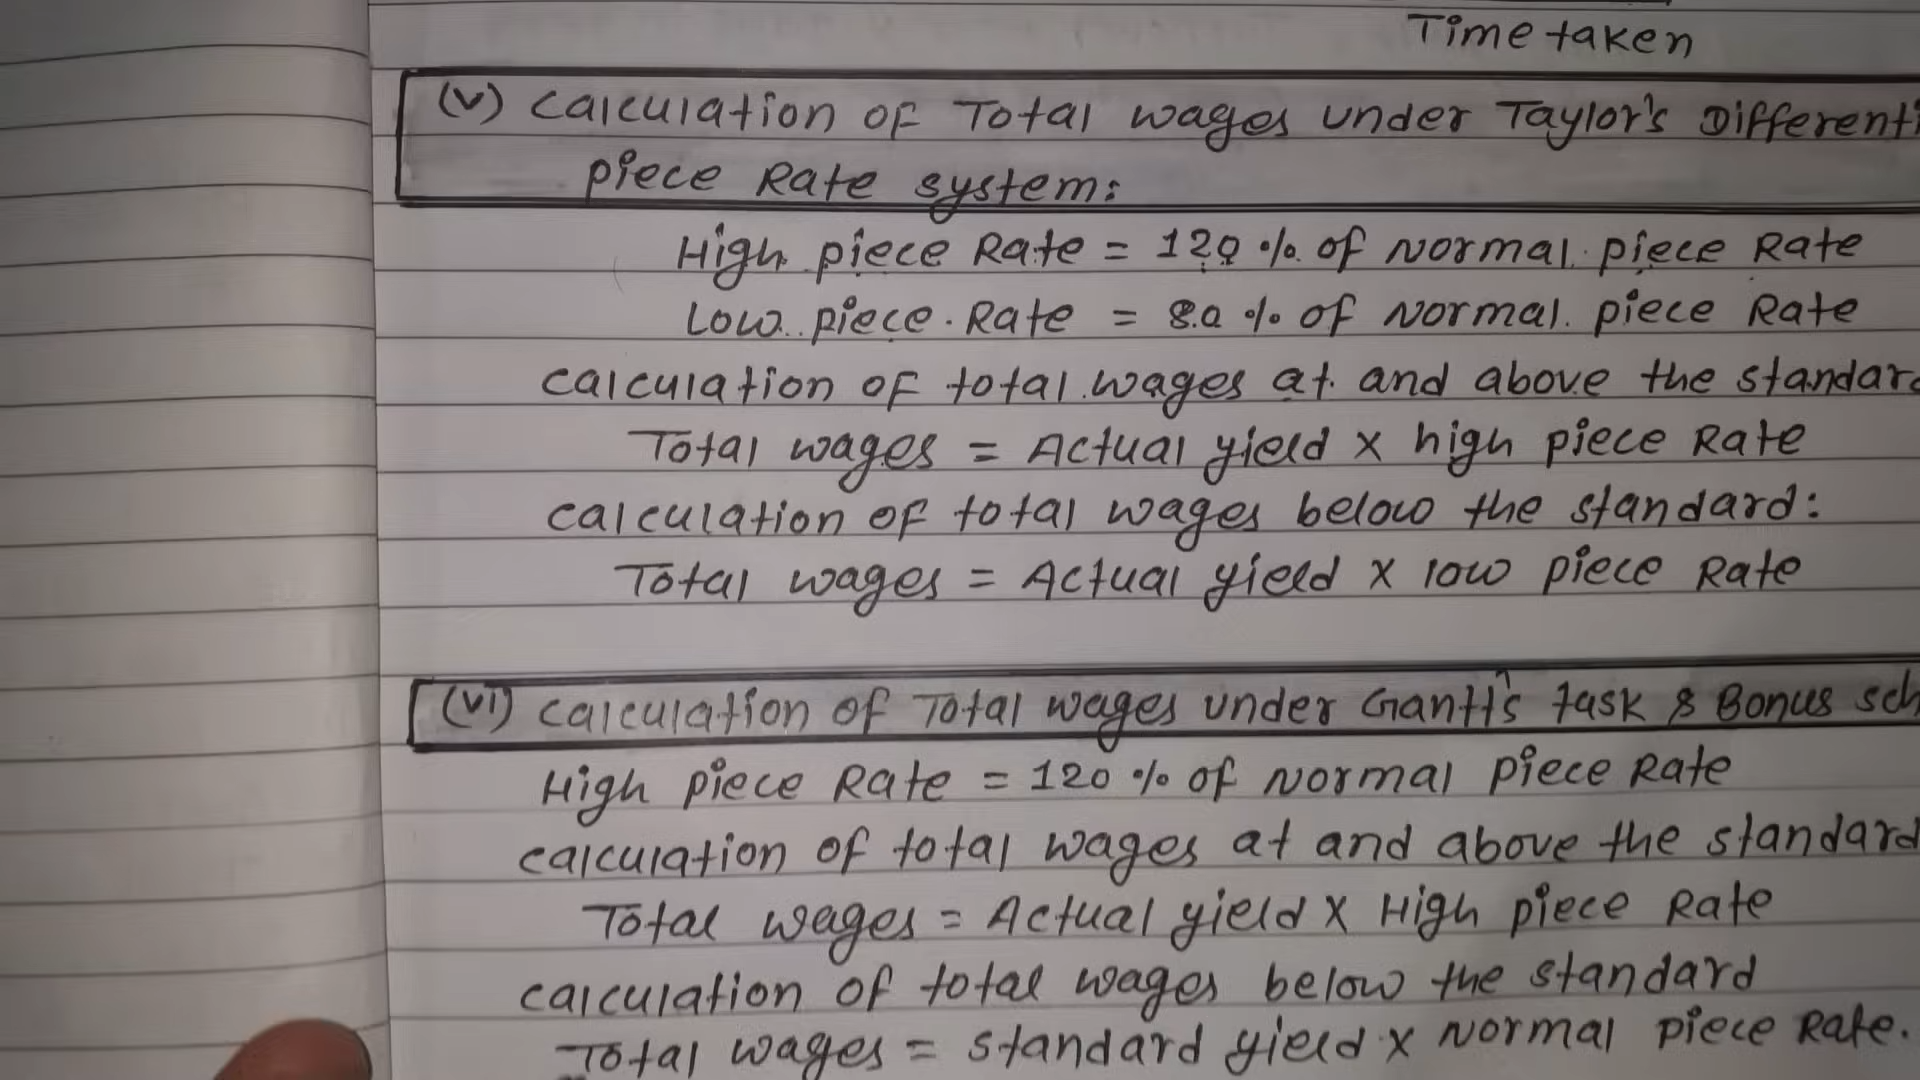 Time taken
(v) calculation of Total wages under Taylor's Differenti
piece Rate system:
High piece Rate = 120 % of Normal piece Rate
Low piece Rate = 80 % of Normal piece Rate
calculation of total wages at and above the standard
Total wages = Actual yield x high piece Rate
calculation of total wages below the standard:
Total wages = Actual yield x low piece Rate
(vi) calculation of Total wages under Gantt's task & Bonus sch
High piece Rate = 120 % of Normal piece Rate
calculation of total wages at and above the standard
Total wages = Actual yield x High piece Rate
calculation of total wages below the standard
Total wages = standard yield x Normal piece Rate.